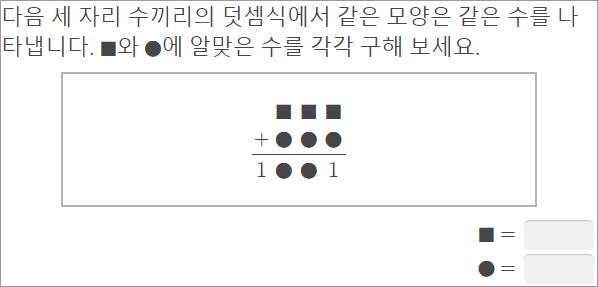 다음 세 자리 수끼리의 덧셈식에서 같은 모양은 같은 수를 나
타냅니다. ■와 ●에 알맞은 수를 각각 구해 보세요.
■ ■ ■
+ ● ● ●
1 ● ● 1
■ =
● =